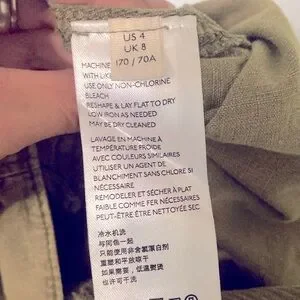 US 4
UK 8
170 / 70A
MACHINE
WITH LIKE
USE ONLY NON-CHLORINE
BLEACH
RESHAPE & LAY FLAT TO DRY
LOW IRON AS NEEDED
MAY BE DRY CLEANED
LAVAGE EN MACHINE À
TEMPÉRATURE FROIDE
AVEC COULEURS SIMILAIRES
UTILISER UN AGENT DE
BLANCHIMENT SANS CHLORE SI
NÉCESSAIRE
REMODELER ET SÉCHER À PLAT
FAIBLE COMME FER NÉCESSAIRES
PEUT-ÊTRE ÊTRE NETTOYÉE SEC
冷水机洗
与同色一起
只能使用非含氯漂白剂
重塑和平放晾干
如果需要，低温熨烫
也许可干洗